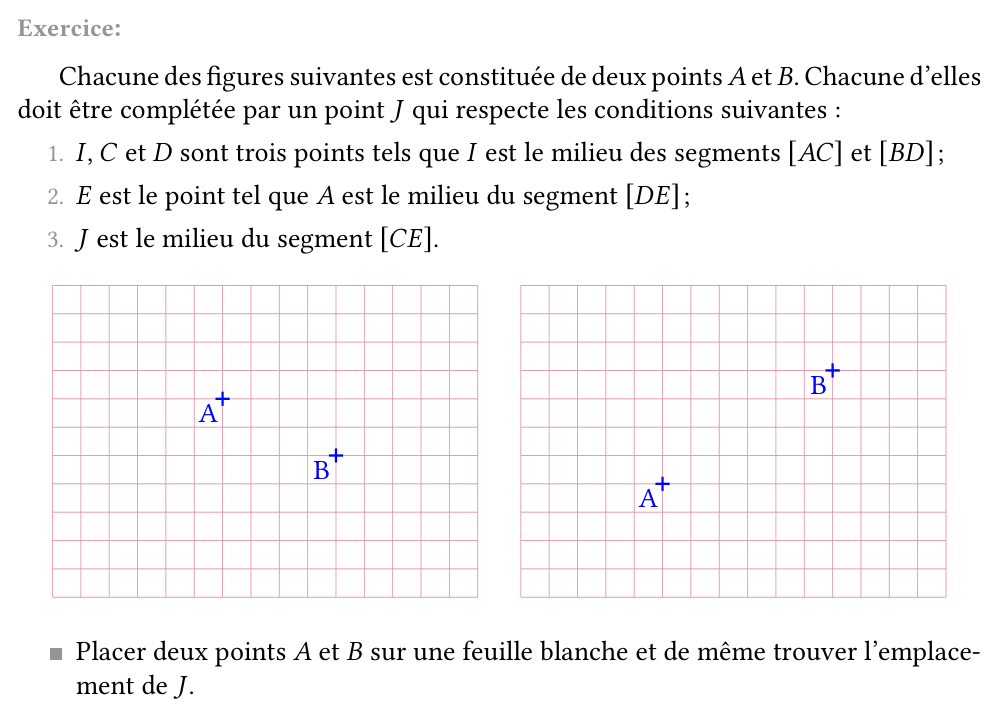 Exercice:
Chacune des figures suivantes est constituée de deux points A et B. Chacune d'elles
doit être complétée par un point J qui respecte les conditions suivantes :
1. I, C et D sont trois points tels que I est le milieu des segments [AC] et [BD] ;
2. E est le point tel que A est le milieu du segment [DE] ;
3. J est le milieu du segment [CE].
B
A
B
A
Placer deux points A et B sur une feuille blanche et de même trouver l'emplace-
ment de J.